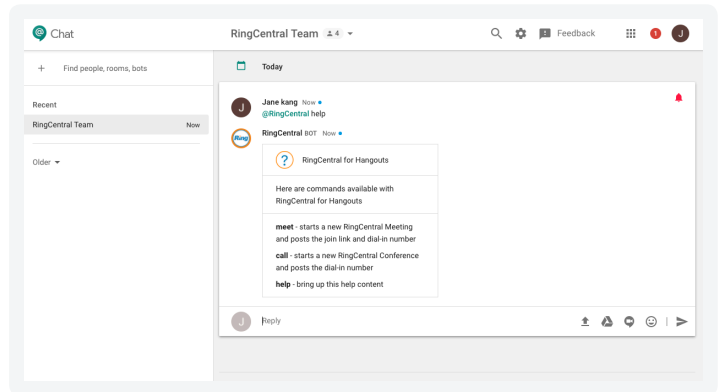 Chat
RingCentral Team 4
Feedback
1
J
+ Find people, rooms, bots
Today
Recent
RingCentral Team Now
Older
J
Jane kang Now
@RingCentral help
Ring
RingCentral BOT Now
? RingCentral for Hangouts
Here are commands available with
RingCentral for Hangouts
meet - starts a new RingCentral Meeting
and posts the join link and dial-in number
call - starts a new RingCentral Conference
and posts the dial-in number
help - bring up this help content
J
Reply